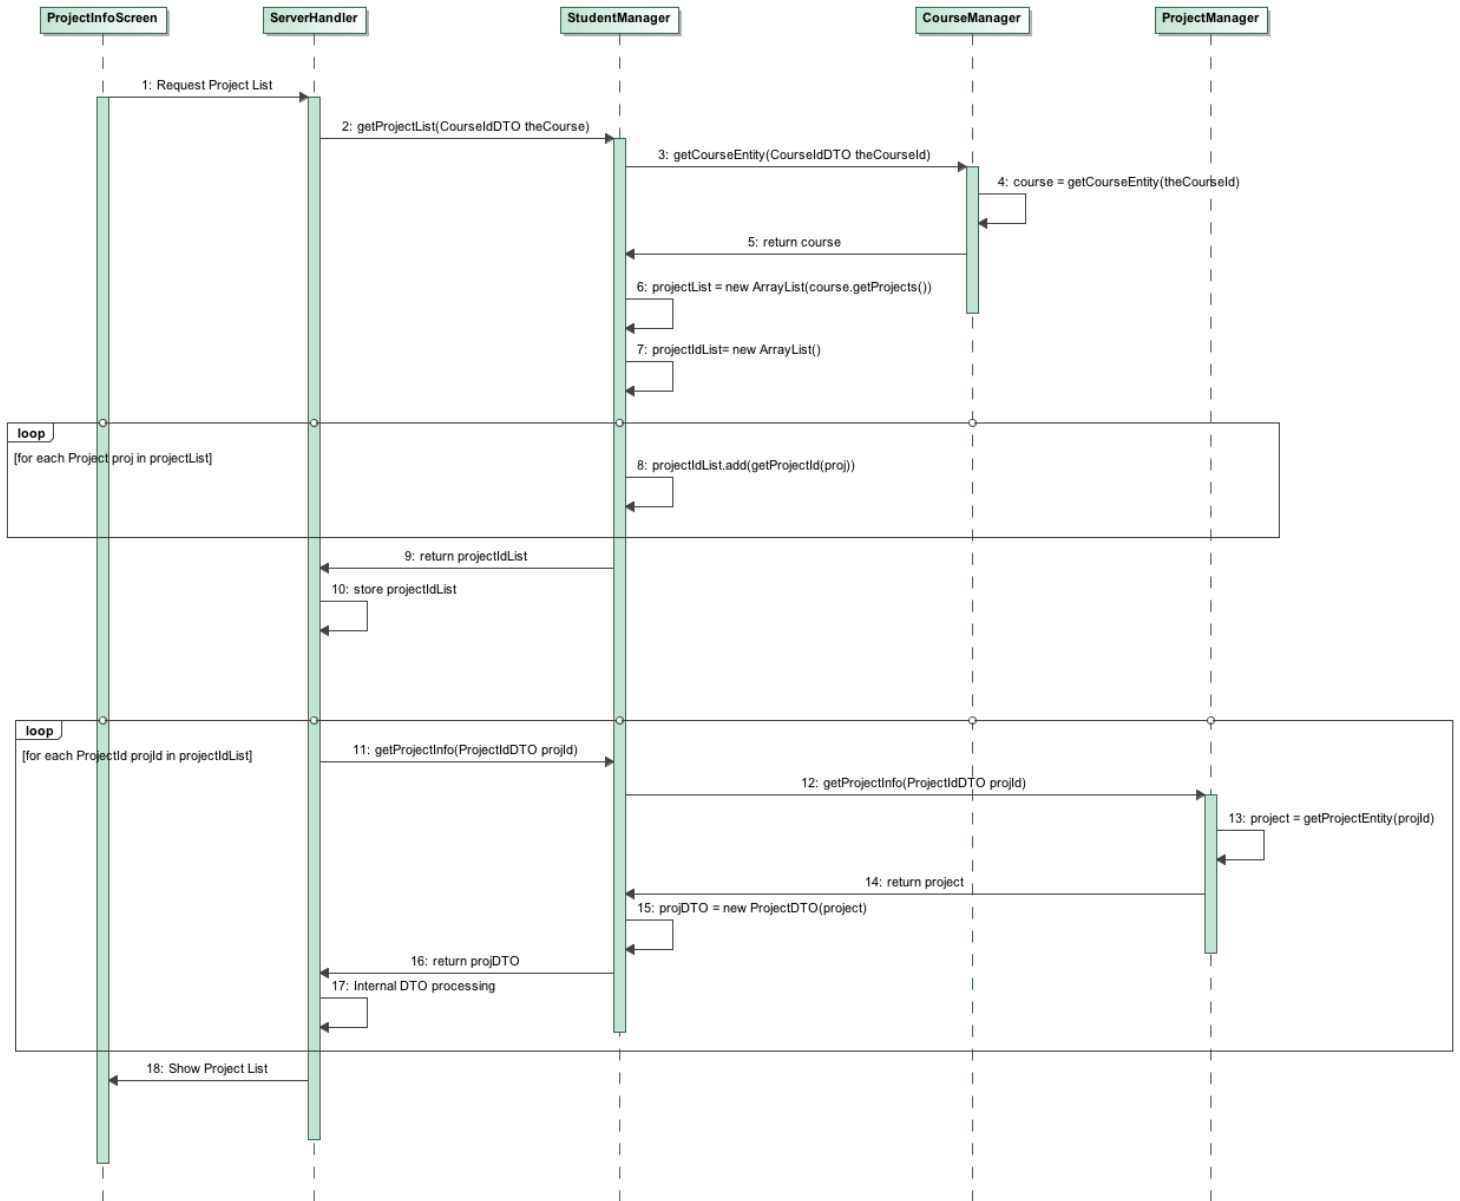 ProjectInfoScreen
ServerHandler
StudentManager
CourseManager
ProjectManager
1: Request Project List
2: getProjectList(CourseIdDTO theCourse)
3: getCourseEntity(CourseIdDTO theCourseId)
4: course = getCourseEntity(theCourseId)
5: return course
6: projectList = new ArrayList(course.getProjects())
7: projectIdList= new ArrayList()
loop
[for each Project proj in projectList]
8: projectIdList.add(getProjectId(proj))
9: return projectIdList
10: store projectIdList
loop
[for each ProjectId projId in projectIdList]
11: getProjectInfo(ProjectIdDTO projId)
12: getProjectInfo(ProjectIdDTO projId)
13: project = getProjectEntity(projId)
14: return project
15: projDTO = new ProjectDTO(project)
16: return projDTO
17: Internal DTO processing
18: Show Project List